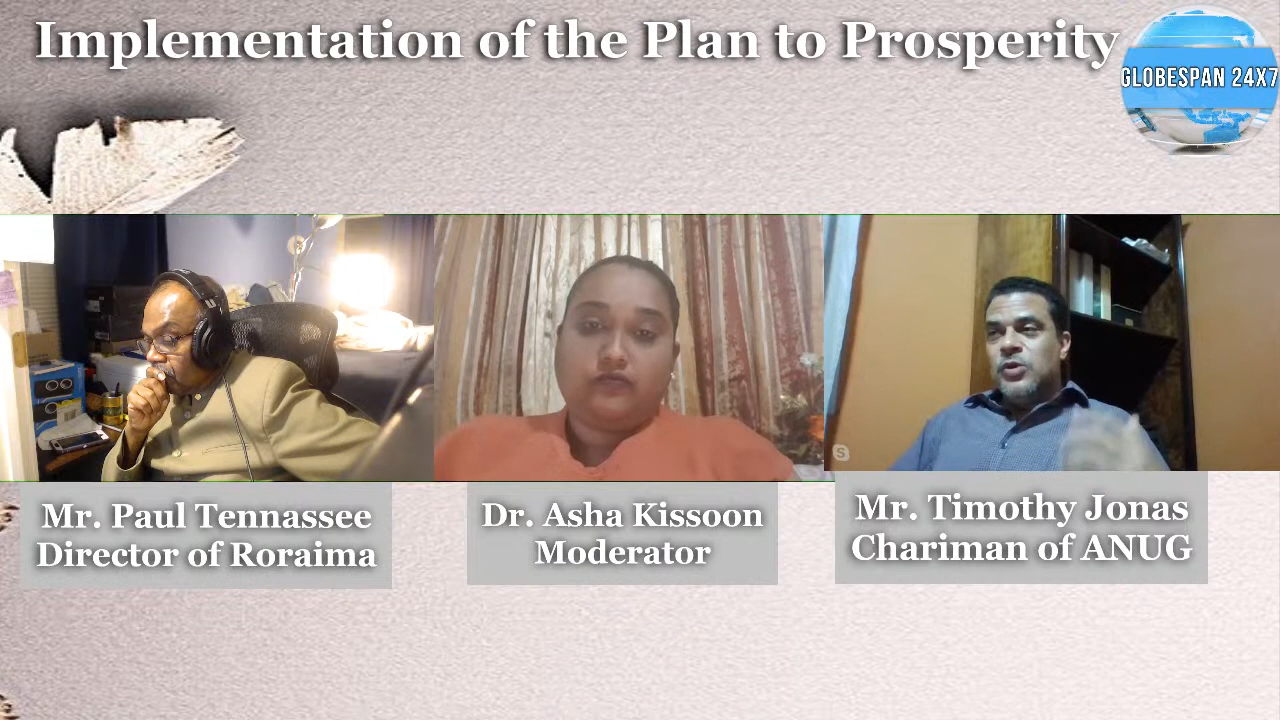 Implementation of the Plan to Prosperity
GLOBESPAN 24X7
Mr. Paul Tennassee
Director of Roraima
Dr. Asha Kissoon
Moderator
Mr. Timothy Jonas
Chariman of ANUG